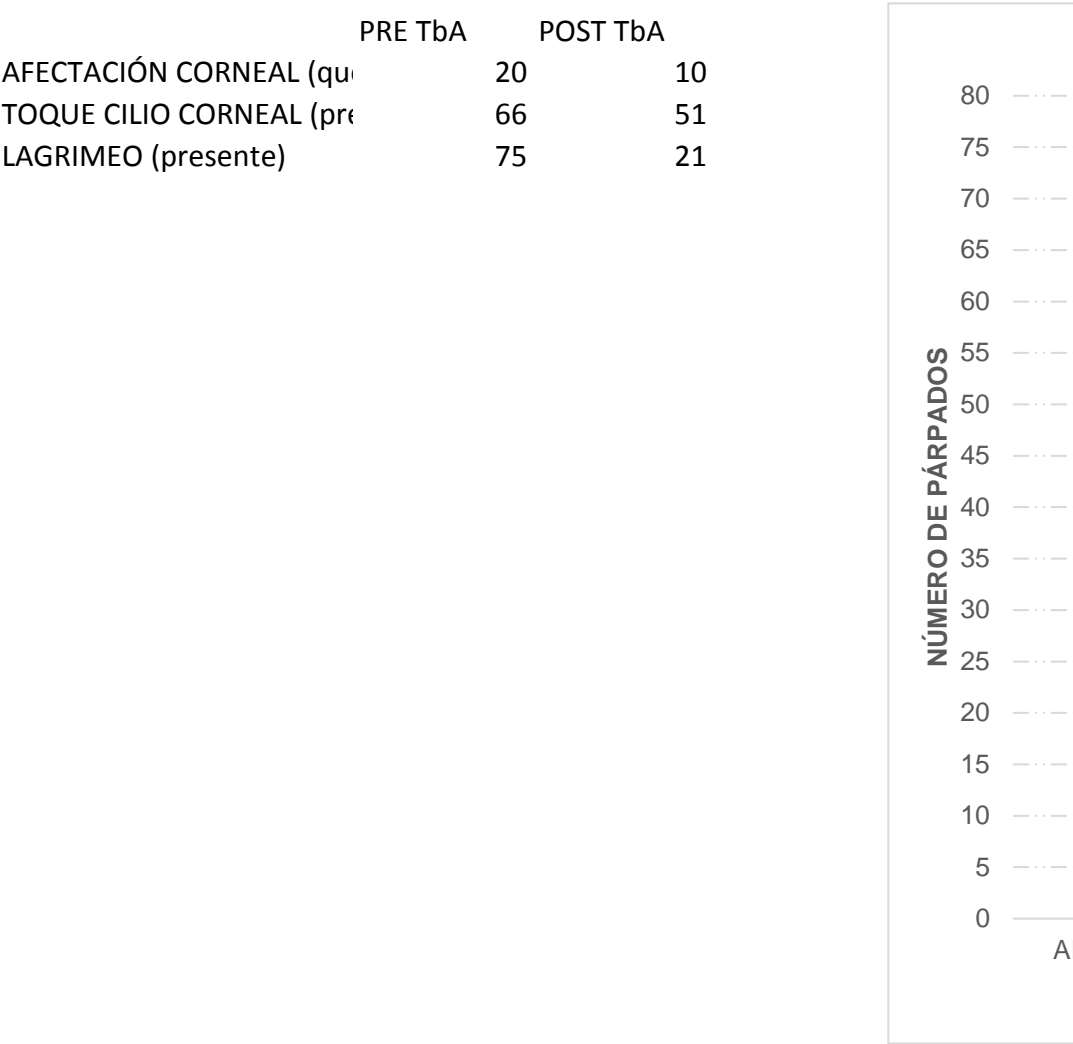 PRE TbA POST TbA
AFECTACIÓN CORNEAL (que 20 10
TOQUE CILIO CORNEAL (pre 66 51
LAGRIMEO (presente) 75 21
80
75
70
65
60
55
50
45
40
35
30
25
20
15
10
5
0
NÚMERO DE PÁRPADOS
A